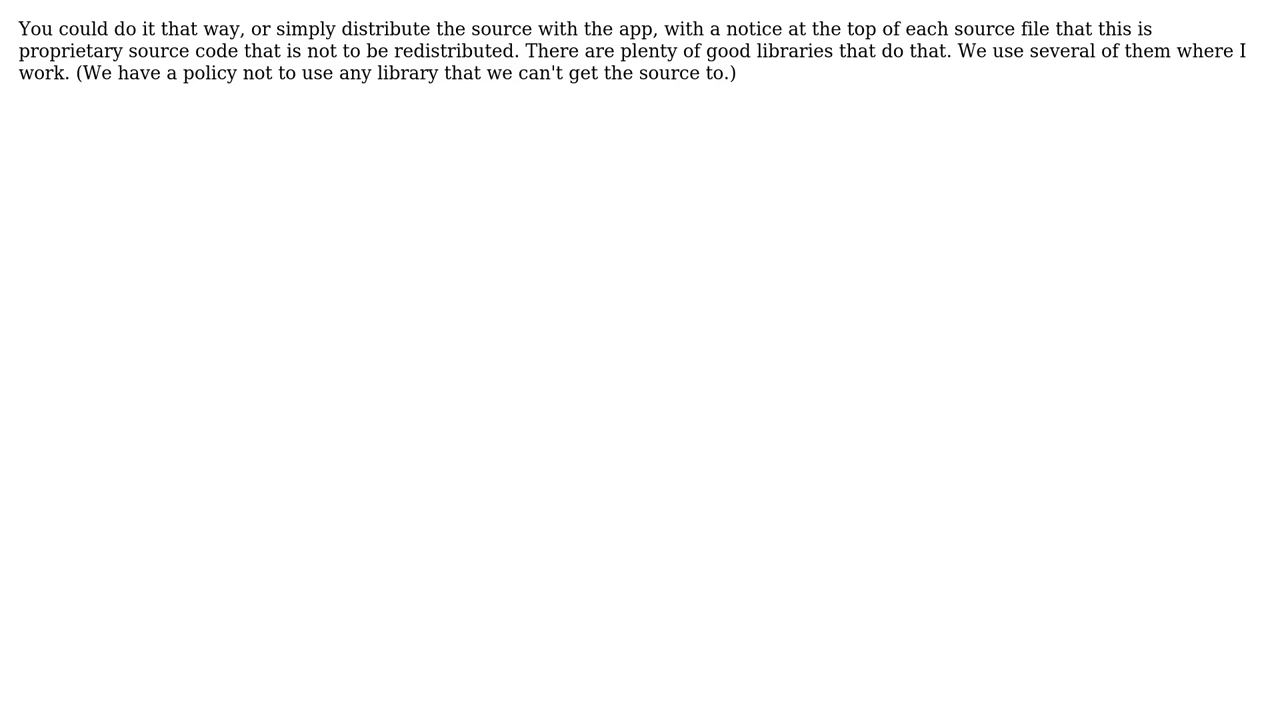 You could do it that way, or simply distribute the source with the app, with a notice at the top of each source file that this is
proprietary source code that is not to be redistributed. There are plenty of good libraries that do that. We use several of them where I
work. (We have a policy not to use any library that we can't get the source to.)